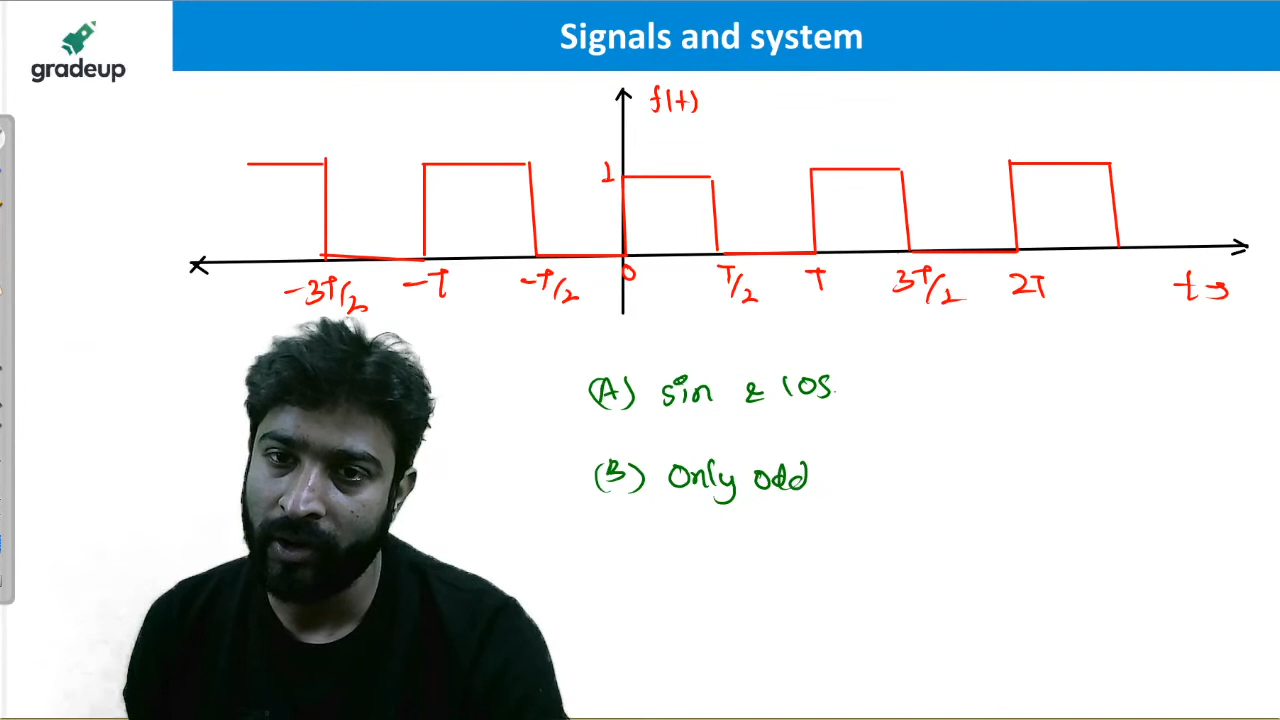 Signals and system
gradeup
f(t)
1
-3T/2 -T -T/2 0 T/2 T 3T/2 2T t→
(A) sin & cos
(B) Only odd